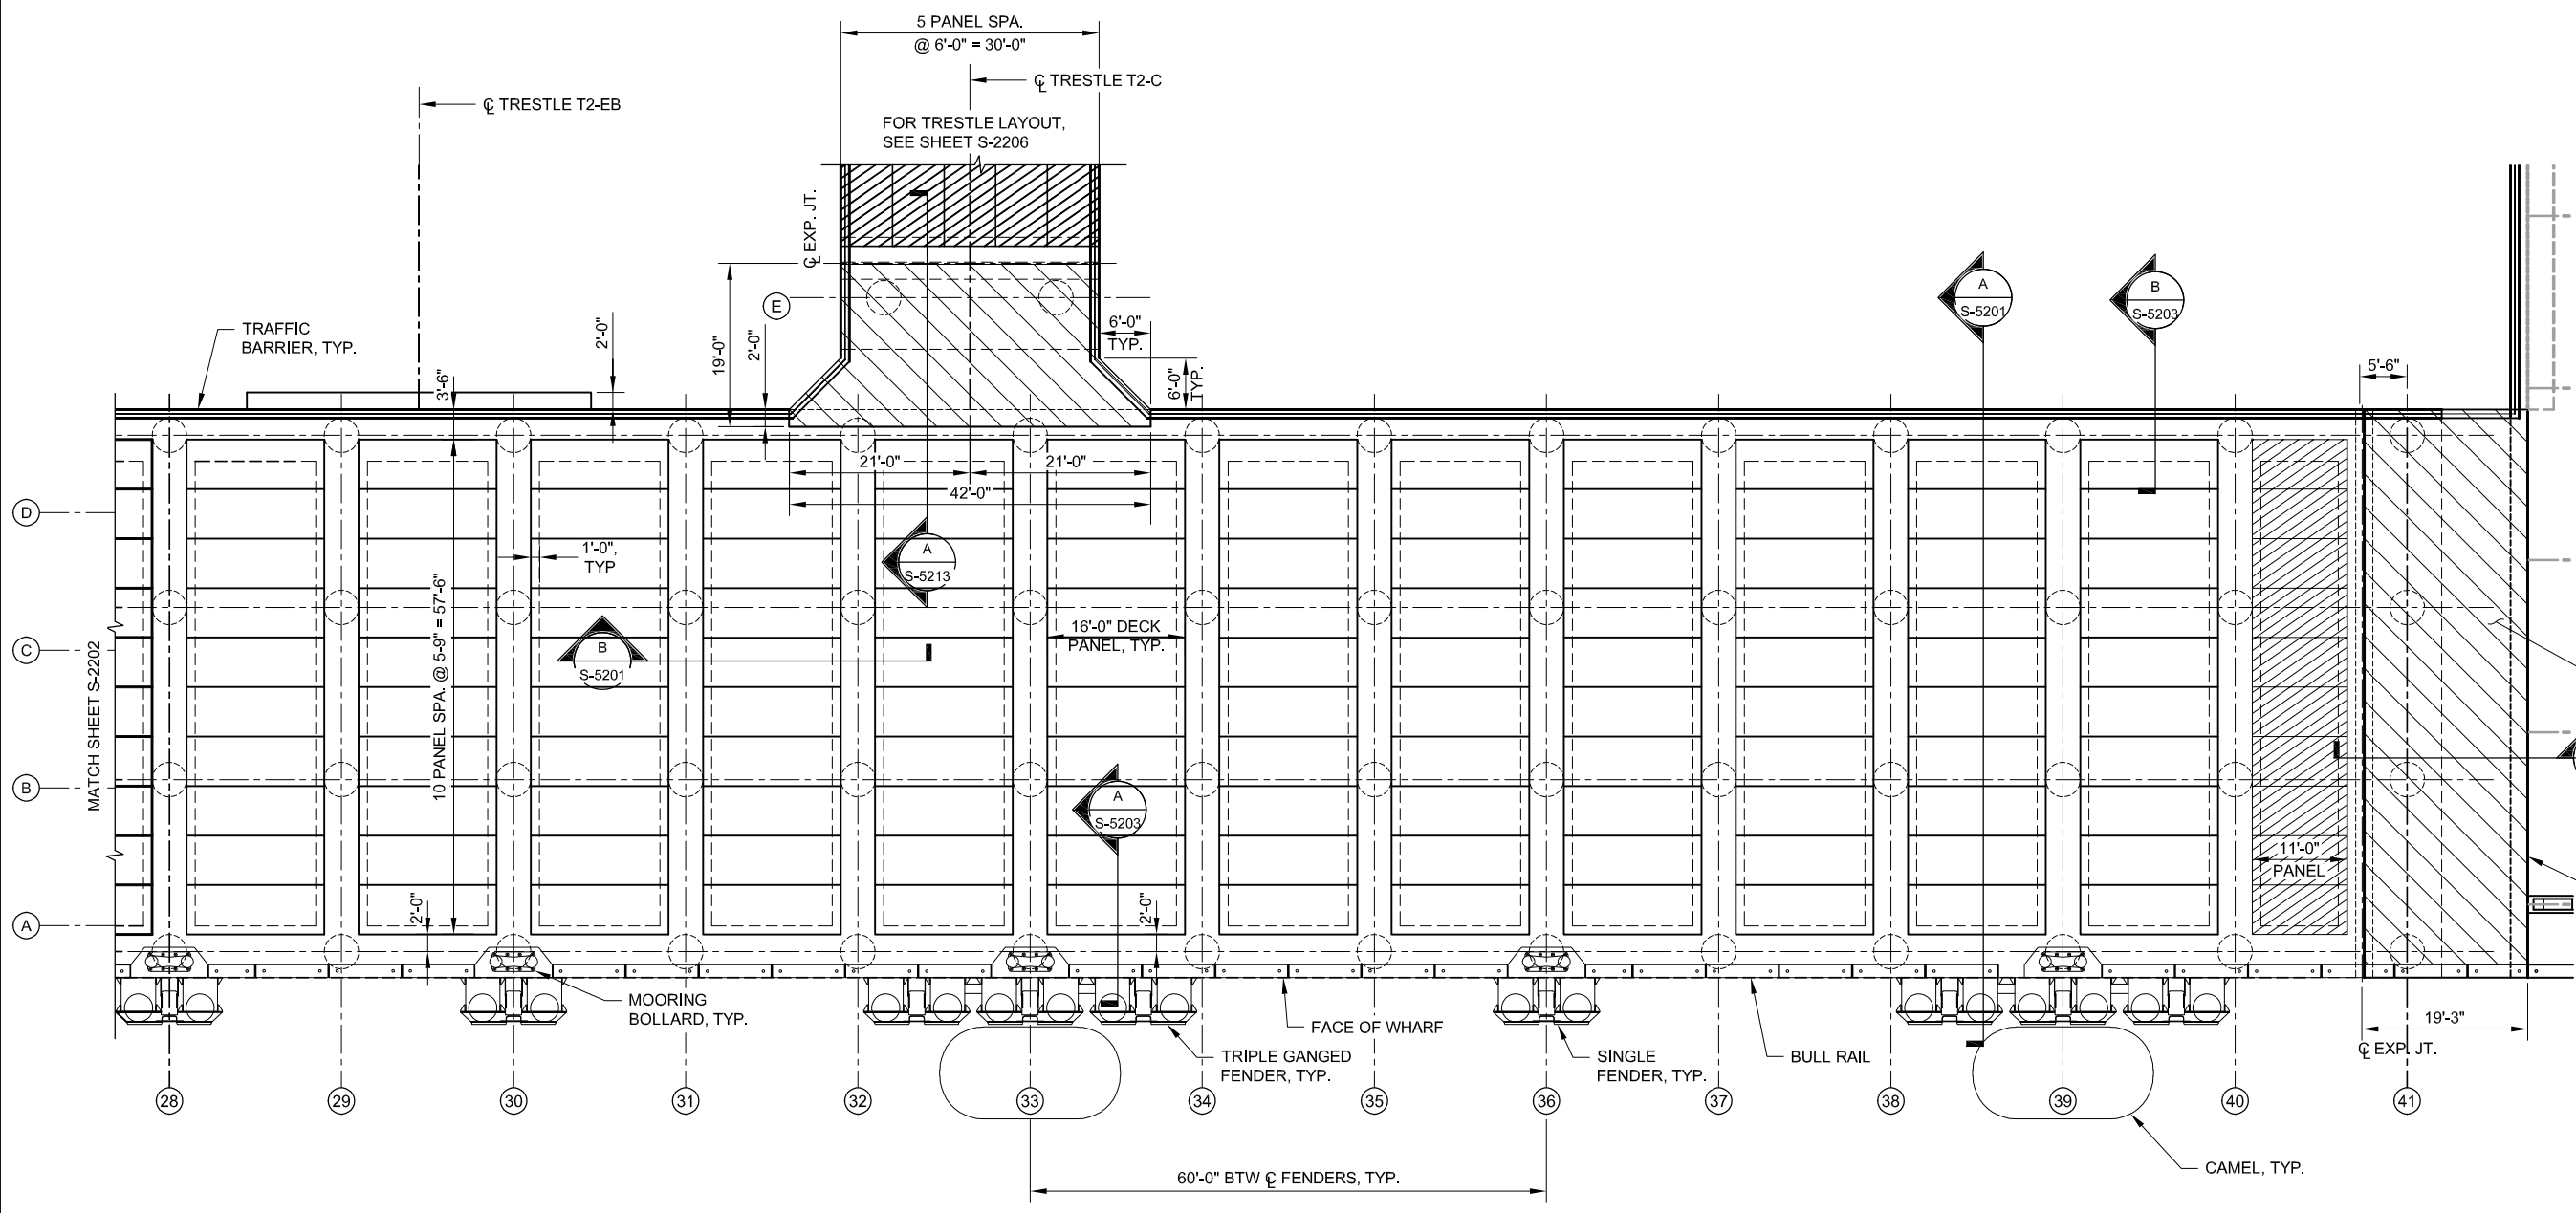 5 PANEL SPA.
@ 6'-0" = 30'-0"
℄ TRESTLE T2-C
℄ TRESTLE T2-EB
FOR TRESTLE LAYOUT,
SEE SHEET S-2206
℄ EXP. JT.
E
A
S-5201
B
S-5203
TRAFFIC
BARRIER, TYP.
2'-0"
19'-0"
2'-0"
6'-0"
TYP.
6'-0"
TYP.
5'-6"
3'-6"
21'-0"
21'-0"
42'-0"
D
1'-0",
TYP
A
S-5213
10 PANEL SPA. @ 5-9" = 57'-6"
16'-0" DECK
PANEL, TYP.
C
B
S-5201
MATCH SHEET S-2202
B
A
S-5203
11'-0"
PANEL
A
2'-0"
2'-0"
MOORING
BOLLARD, TYP.
FACE OF WHARF
TRIPLE GANGED
FENDER, TYP.
SINGLE
FENDER, TYP.
BULL RAIL
19'-3"
℄ EXP. JT.
28
29
30
31
32
33
34
35
36
37
38
39
40
41
60'-0" BTW ℄ FENDERS, TYP.
CAMEL, TYP.